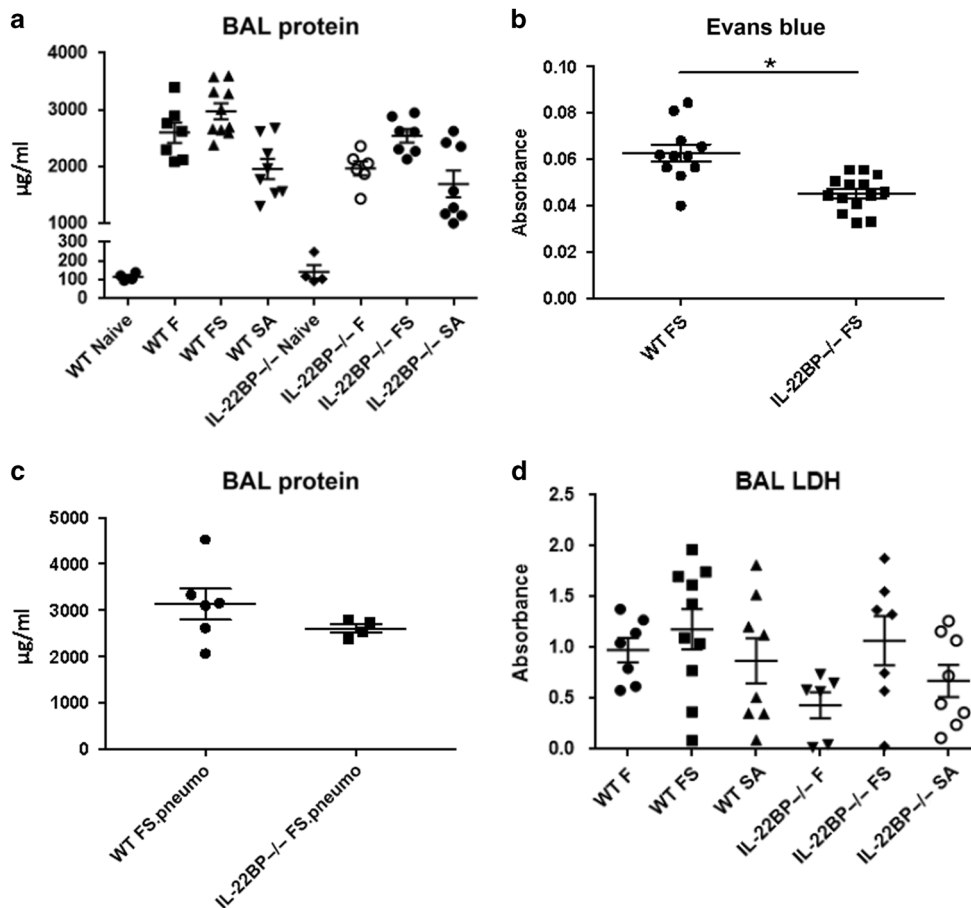 a
BAL protein
4000
3000
2000
1000
300
200
100
0
µg/ml
WT Naive
WT F
WT FS
WT SA
IL-22BP–/– Naive
IL-22BP–/– F
IL-22BP–/– FS
IL-22BP–/– SA
b
Evans blue
*
0.10
0.08
0.06
0.04
0.02
0.00
Absorbance
WT FS
IL-22BP–/– FS
c
BAL protein
5000
4000
3000
2000
1000
0
µg/ml
WT FS.pneumo
IL-22BP–/– FS.pneumo
d
BAL LDH
2.5
2.0
1.5
1.0
0.5
0.0
Absorbance
WT F
WT FS
WT SA
IL-22BP–/– F
IL-22BP–/– FS
IL-22BP–/– SA